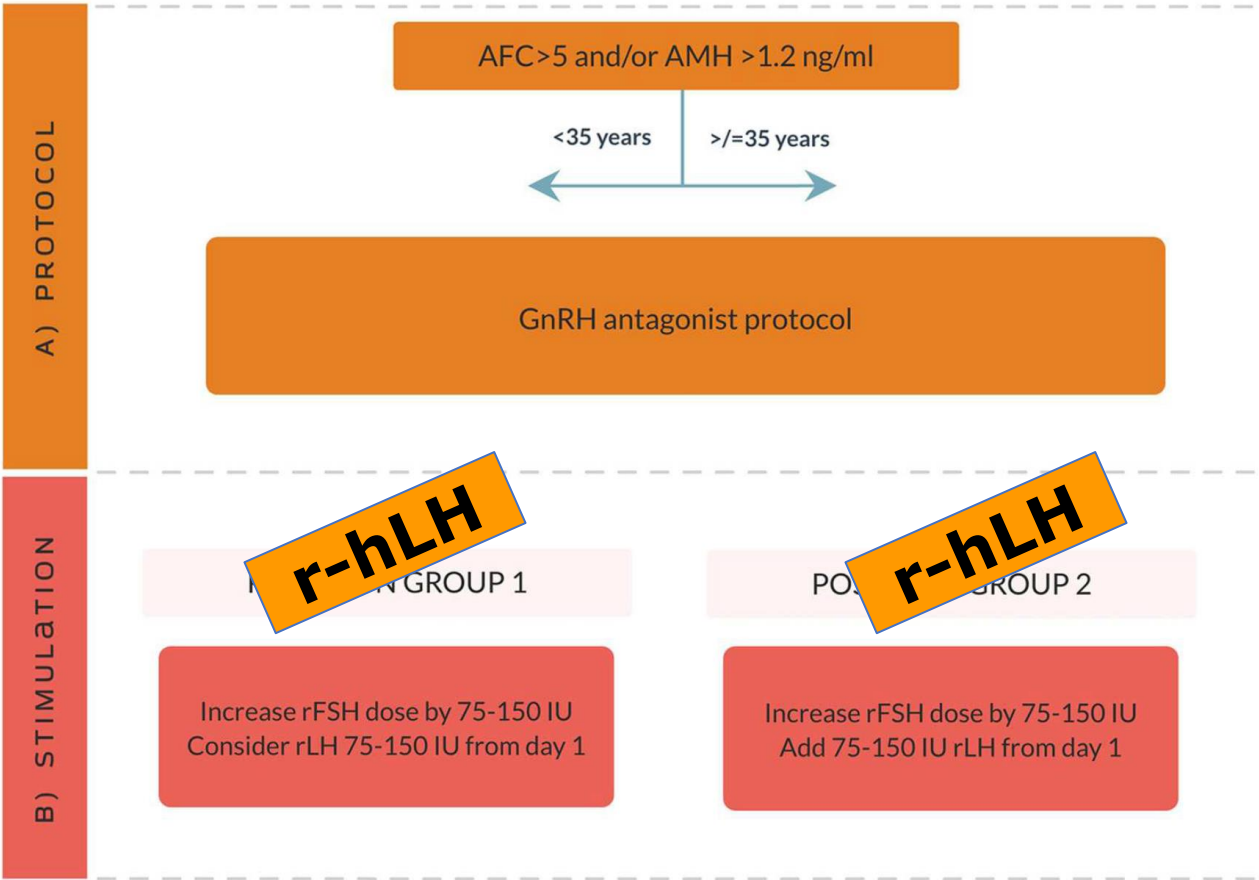 A) PROTOCOL
AFC>5 and/or AMH >1.2 ng/ml
<35 years
>/=35 years
GnRH antagonist protocol
B) STIMULaTION
r-hLH
GROUP 1
r-hLH
GROUP 2
Increase rFSH dose by 75-150 IU
Consider rLH 75-150 IU from day 1
Increase rFSH dose by 75-150 IU
Add 75-150 IU rLH from day 1